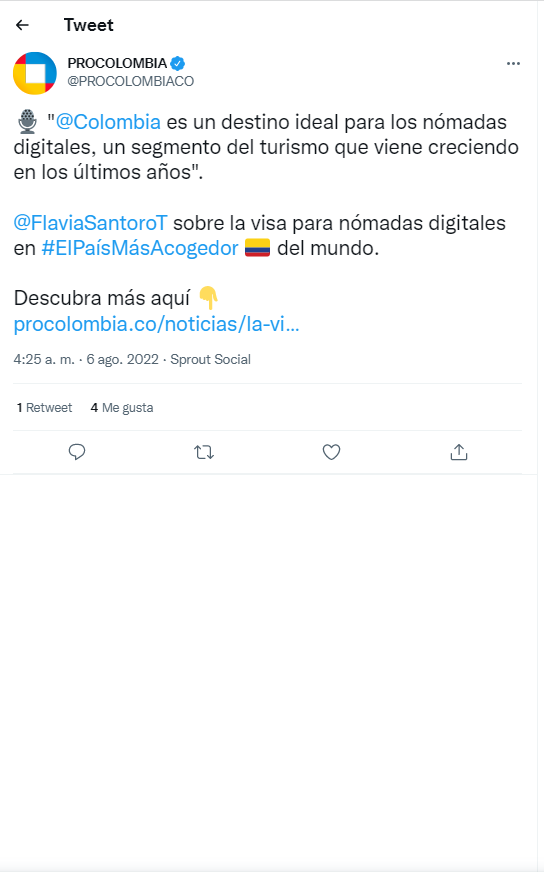 Tweet
PROCOLOMBIA
@PROCOLOMBIACO
"@Colombia es un destino ideal para los nómadas
digitales, un segmento del turismo que viene creciendo
en los últimos años".
@FlaviaSantoroT sobre la visa para nómadas digitales
en #ElPaísMásAcogedor 🇨🇴 del mundo.
Descubra más aquí 👇
procolombia.co/noticias/la-vi...
4:25 a. m. · 6 ago. 2022 · Sprout Social
1 Retweet 4 Me gusta